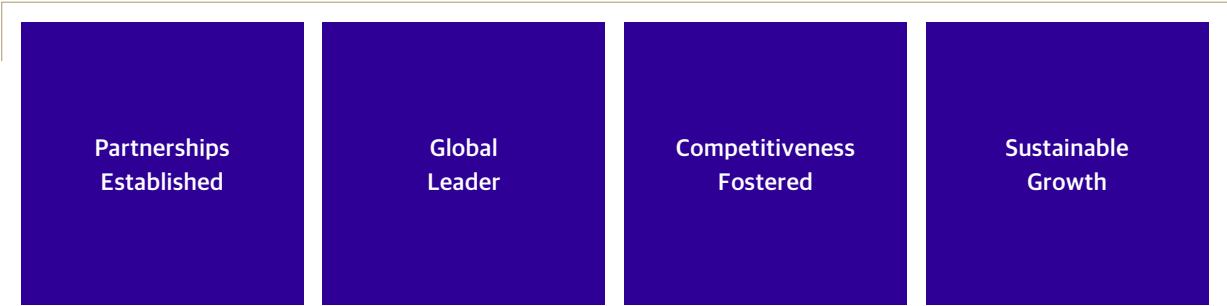 Partnerships
Established
Global
Leader
Competitiveness
Fostered
Sustainable
Growth